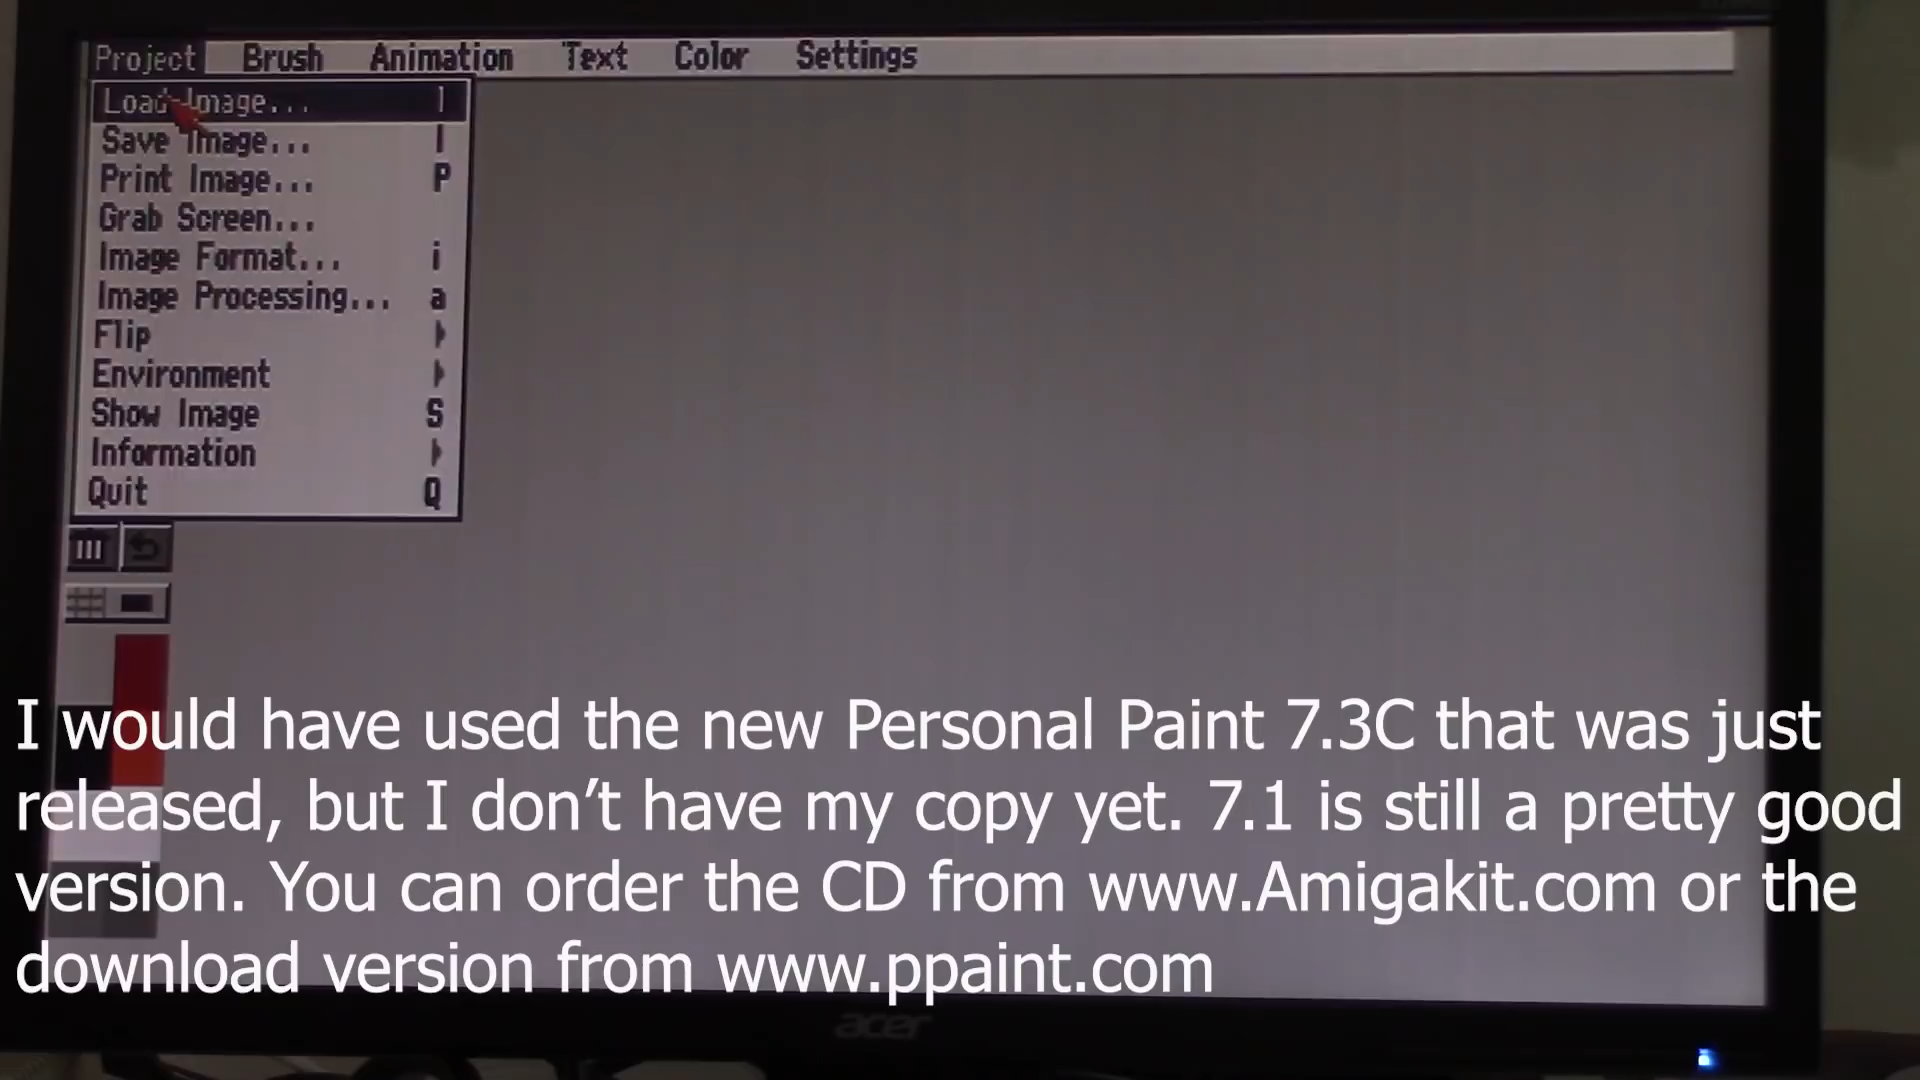 Project Brush Animation Text Color Settings
Load Image... l
Save Image... I
Print Image... P
Grab Screen...
Image Format... i
Image Processing... a
Flip
Environment
Show Image S
Information
Quit Q
I would have used the new Personal Paint 7.3C that was just
released, but I don’t have my copy yet. 7.1 is still a pretty good
version. You can order the CD from www.Amigakit.com or the
download version from www.ppaint.com
acer